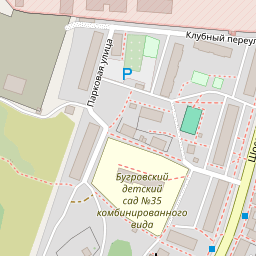 Клубный переул
Парковая улица
P
Шос
Бугровский
детский
сад №35
комбинированного
вида